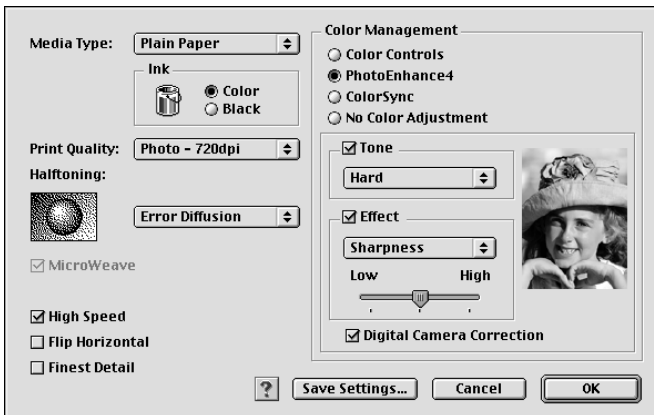 Media Type: Plain Paper
Ink
Color
Black
Print Quality: Photo - 720dpi
Halftoning:
Error Diffusion
MicroWeave
High Speed
Flip Horizontal
Finest Detail
Color Management
Color Controls
PhotoEnhance4
ColorSync
No Color Adjustment
Tone
Hard
Effect
Sharpness
Low High
Digital Camera Correction
? Save Settings... Cancel OK